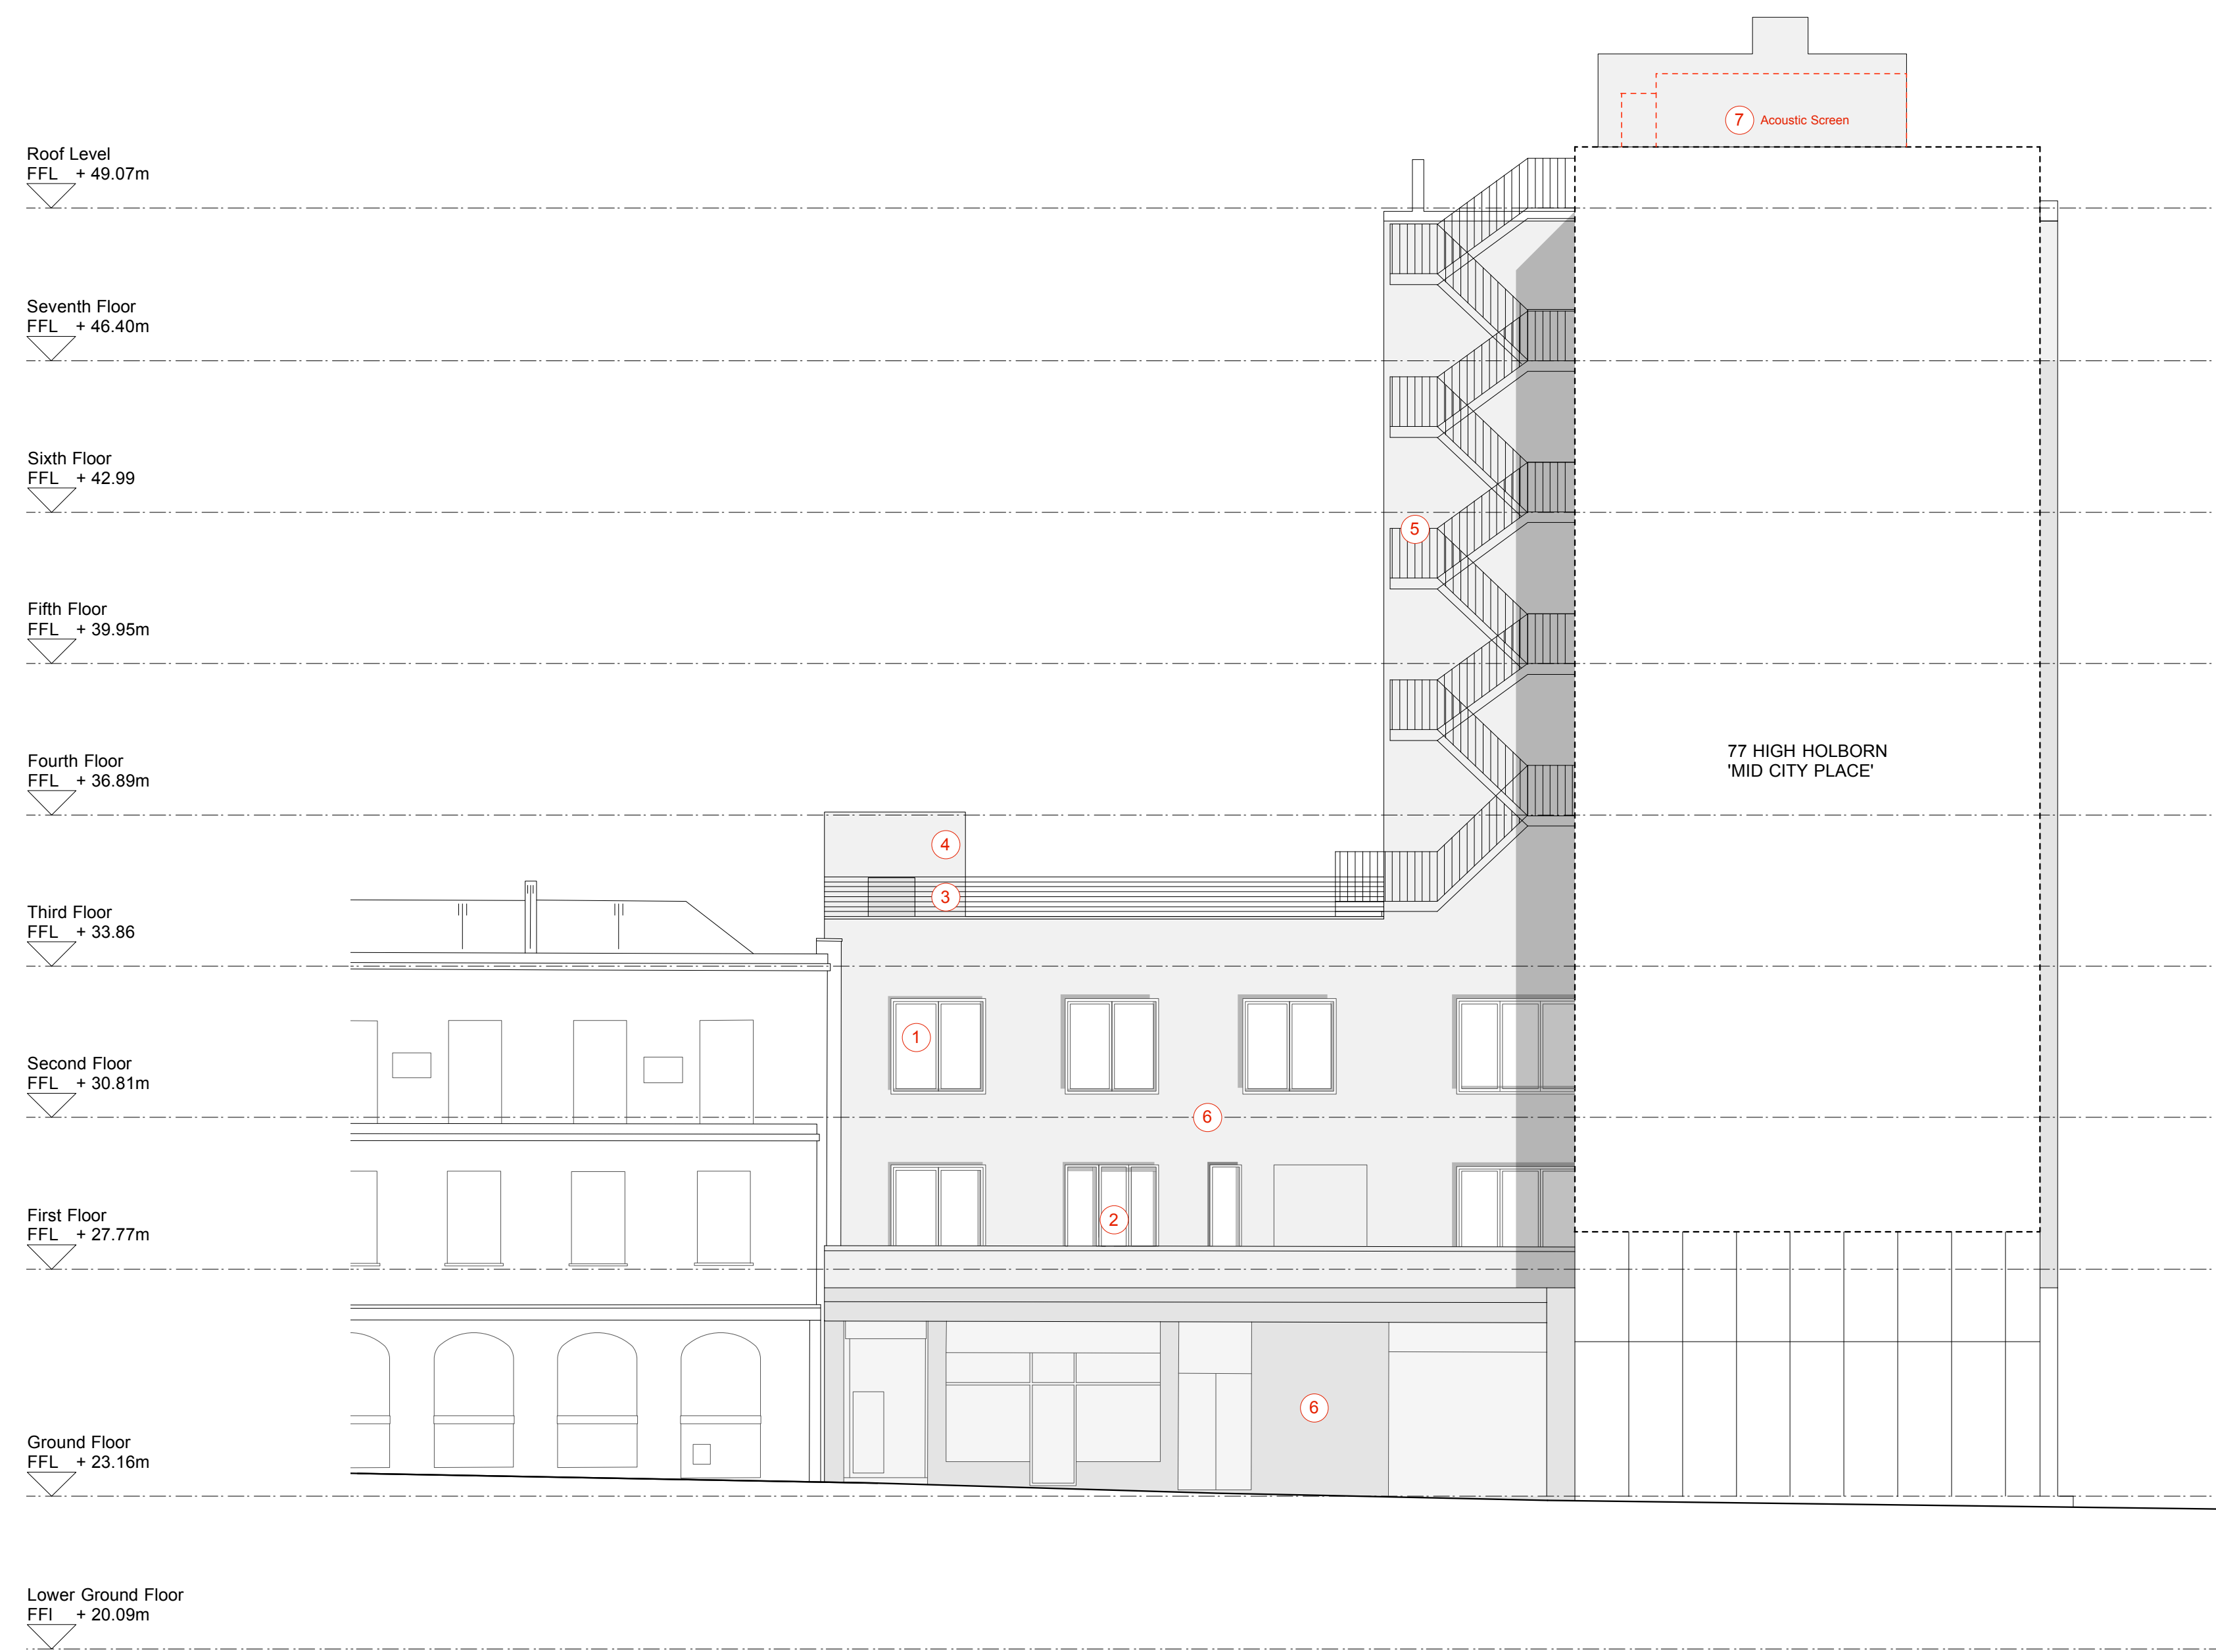 7 Acoustic Screen
Roof Level
FFL + 49.07m
Seventh Floor
FFL + 46.40m
Sixth Floor
FFL + 42.99
5
Fifth Floor
FFL + 39.95m
77 HIGH HOLBORN
'MID CITY PLACE'
Fourth Floor
FFL + 36.89m
4
3
Third Floor
FFL + 33.86
1
Second Floor
FFL + 30.81m
6
2
First Floor
FFL + 27.77m
6
Ground Floor
FFL + 23.16m
Lower Ground Floor
FFl + 20.09m